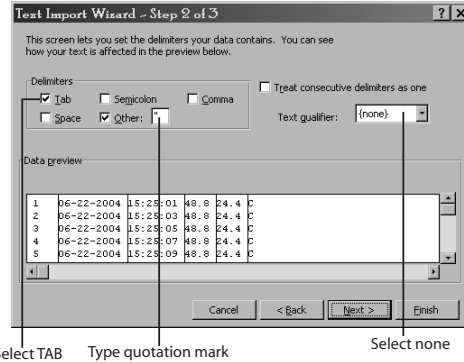 Text Import Wizard - Step 2 of 3
This screen lets you set the delimiters your data contains. You can see
how your text is affected in the preview below.
Delimiters
Tab Semicolon Comma
Space Other: "
Treat consecutive delimiters as one
Text qualifier: {none}
Data preview
1 06-22-2004 15:25:01 48.8 24.4 C
2 06-22-2004 15:25:03 48.8 24.4 C
3 06-22-2004 15:25:05 48.8 24.4 C
4 06-22-2004 15:25:07 48.8 24.4 C
5 06-22-2004 15:25:09 48.8 24.4 C
Cancel < Back Next > Finish
Select TAB Type quotation mark Select none